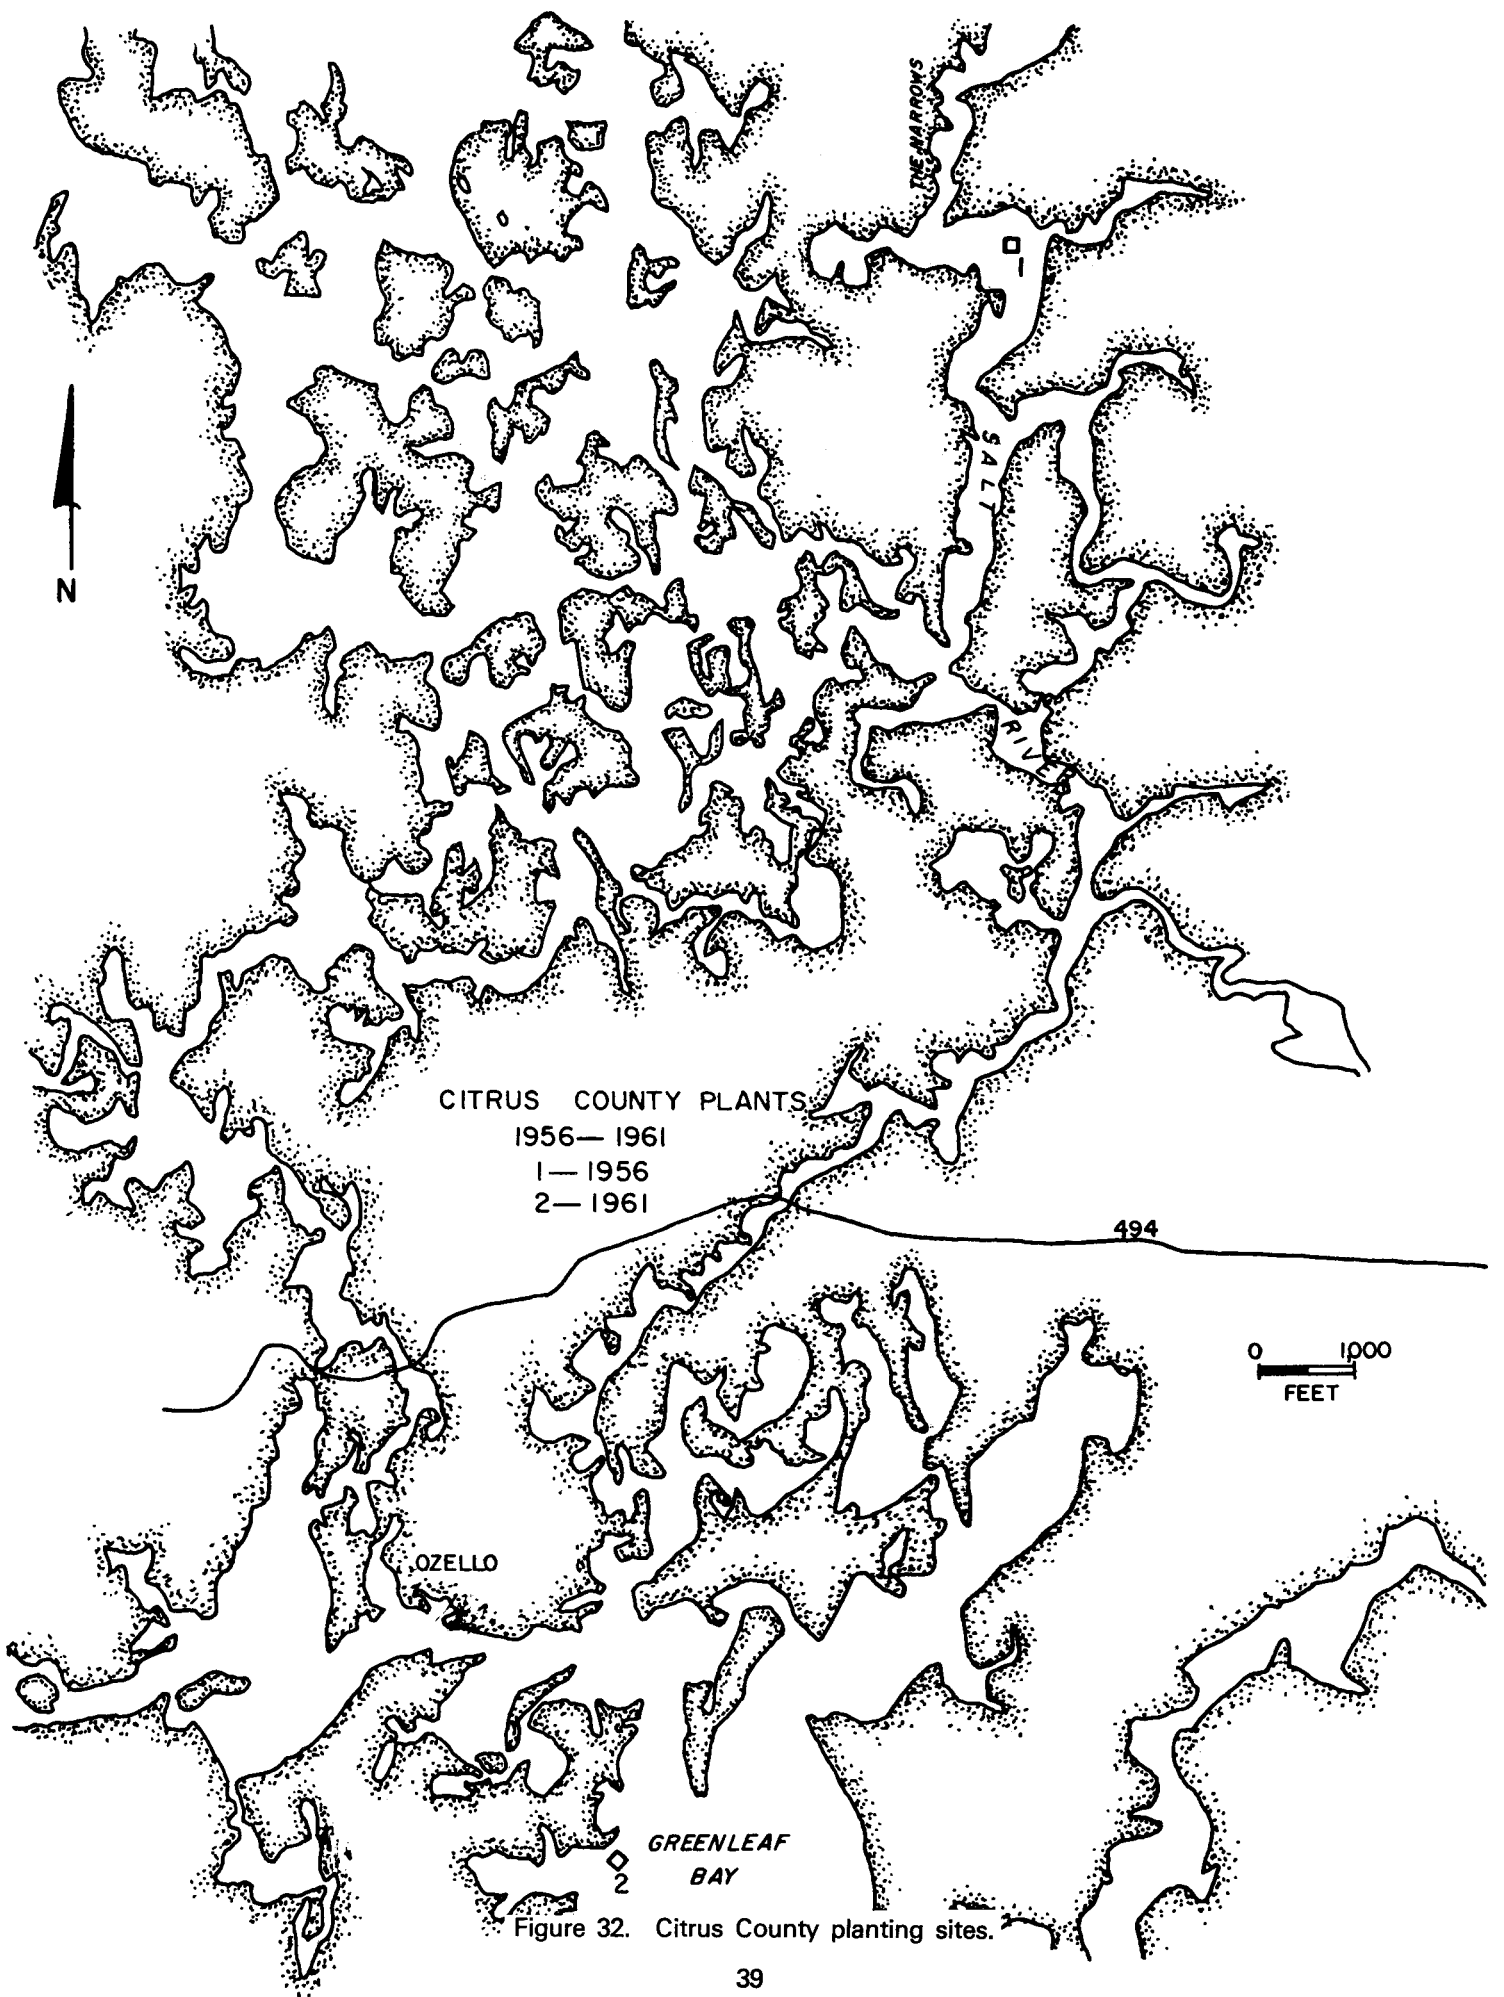 THE NARROWS
1
SALT
N
RIVER
CITRUS COUNTY PLANTS
1956— 1961
1— 1956
2— 1961
494
0 1000
FEET
OZELLO
GREENLEAF
BAY
2
Figure 32. Citrus County planting sites.
39